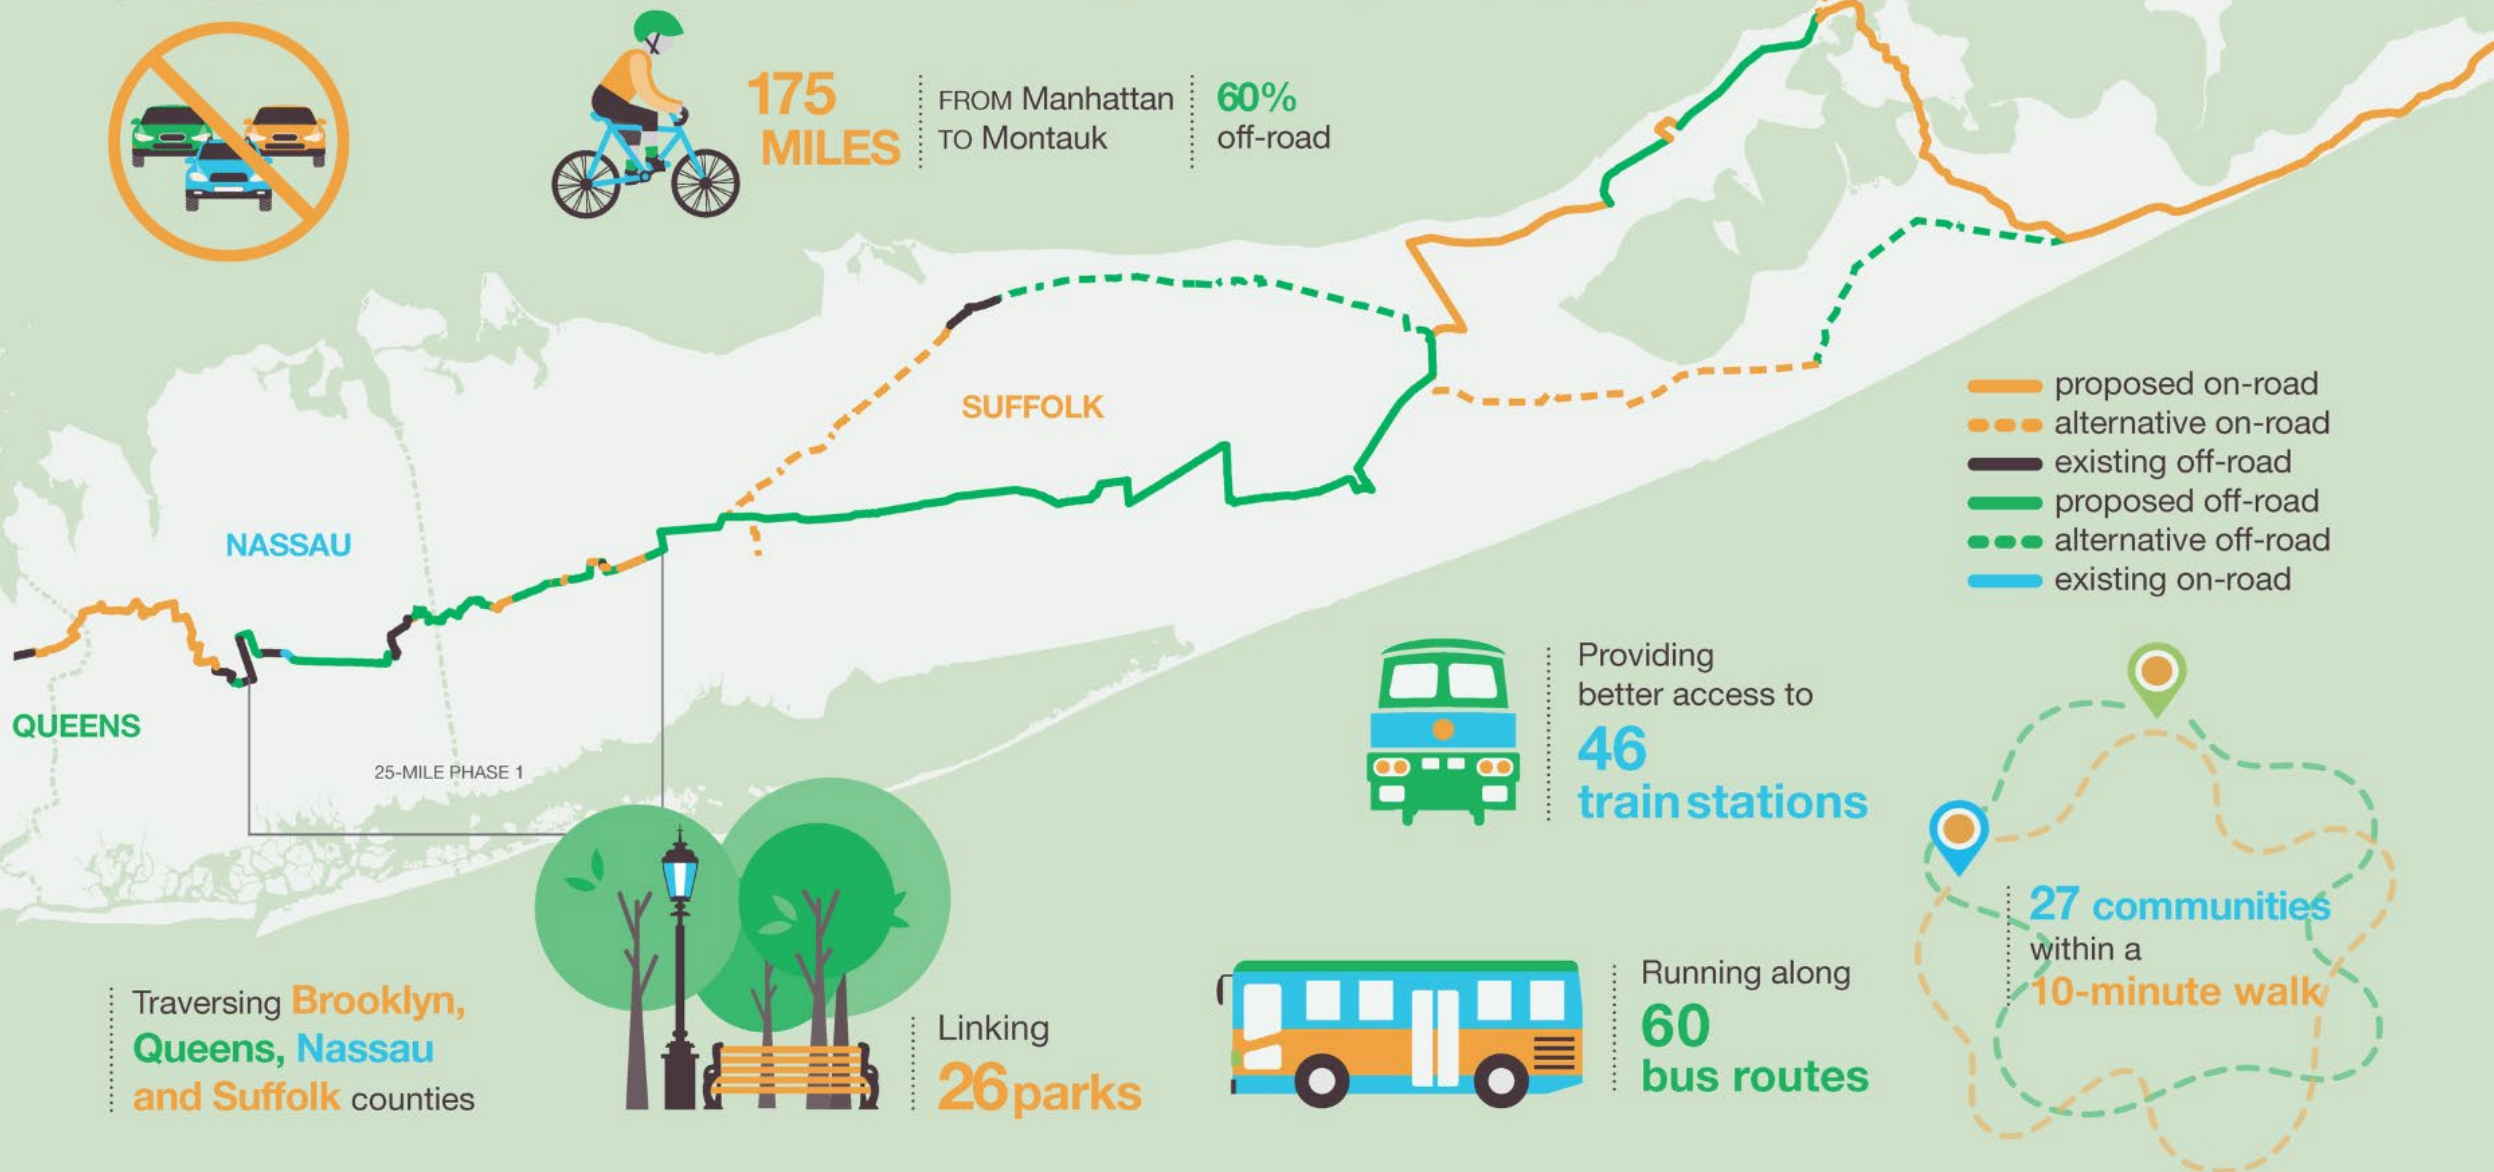 175
MILES
FROM Manhattan
TO Montauk
60%
off-road
SUFFOLK
NASSAU
QUEENS
25-MILE PHASE 1
proposed on-road
alternative on-road
existing off-road
proposed off-road
alternative off-road
existing on-road
Providing
better access to
46
train stations
27 communities
within a
10-minute walk
Traversing Brooklyn,
Queens, Nassau
and Suffolk counties
Linking
26 parks
Running along
60
bus routes